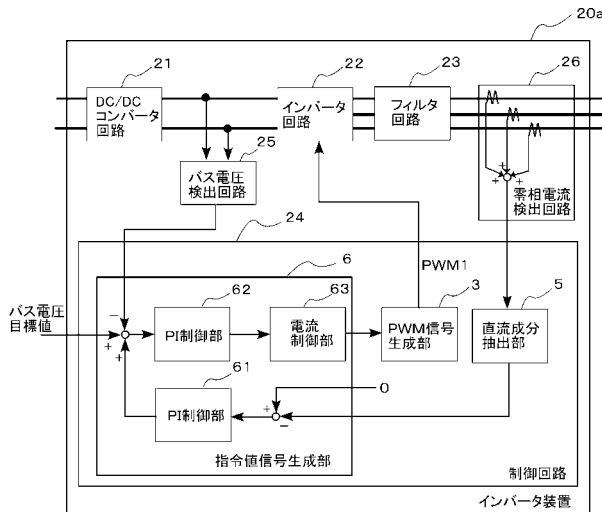 20a
21
22
23
26
DC/DC
コンバータ
回路
インバータ
回路
フィルタ
回路
25
バス電圧
検出回路
+
+
+
零相電流
検出回路
24
6
PWM1
バス電圧
目標値
−
+
+
62
PI制御部
63
電流
制御部
3
PWM信号
生成部
5
直流成分
抽出部
61
PI制御部
+
−
0
指令値信号生成部
制御回路
インバータ装置